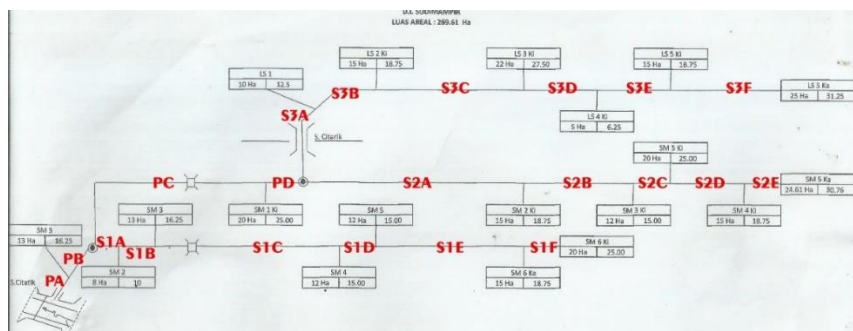 D.I. SUDIMAMPIR
LUAS AREAL : 269.61 Ha
LS 2 Ki
15 Ha 18.75
LS 3 Ki
22 Ha 27.50
LS 5 Ki
15 Ha 18.75
LS 1
10 Ha 12.5
S3B
S3C
S3D
S3E
S3F
LS 5 Ka
25 Ha 31.25
S3A
LS 4 Ki
5 Ha 6.25
S. Citarik
SM 5 Ki
20 Ha 25.00
PC
PD
S2A
S2B
S2C
S2D
S2E
SM 5 Ka
24.61 Ha 30.76
SM 3
13 Ha 16.25
SM 1 Ki
20 Ha 25.00
SM 5
12 Ha 15.00
SM 2 Ki
15 Ha 18.75
SM 3 Ki
12 Ha 15.00
SM 4 Ki
15 Ha 18.75
13 Ha 16.25
S1A
S1B
S1C
S1D
S1E
S1F
SM 6 Ki
20 Ha 25.00
PB
SM 2
8 Ha 10
SM 4
12 Ha 15.00
SM 6 Ka
15 Ha 18.75
PA